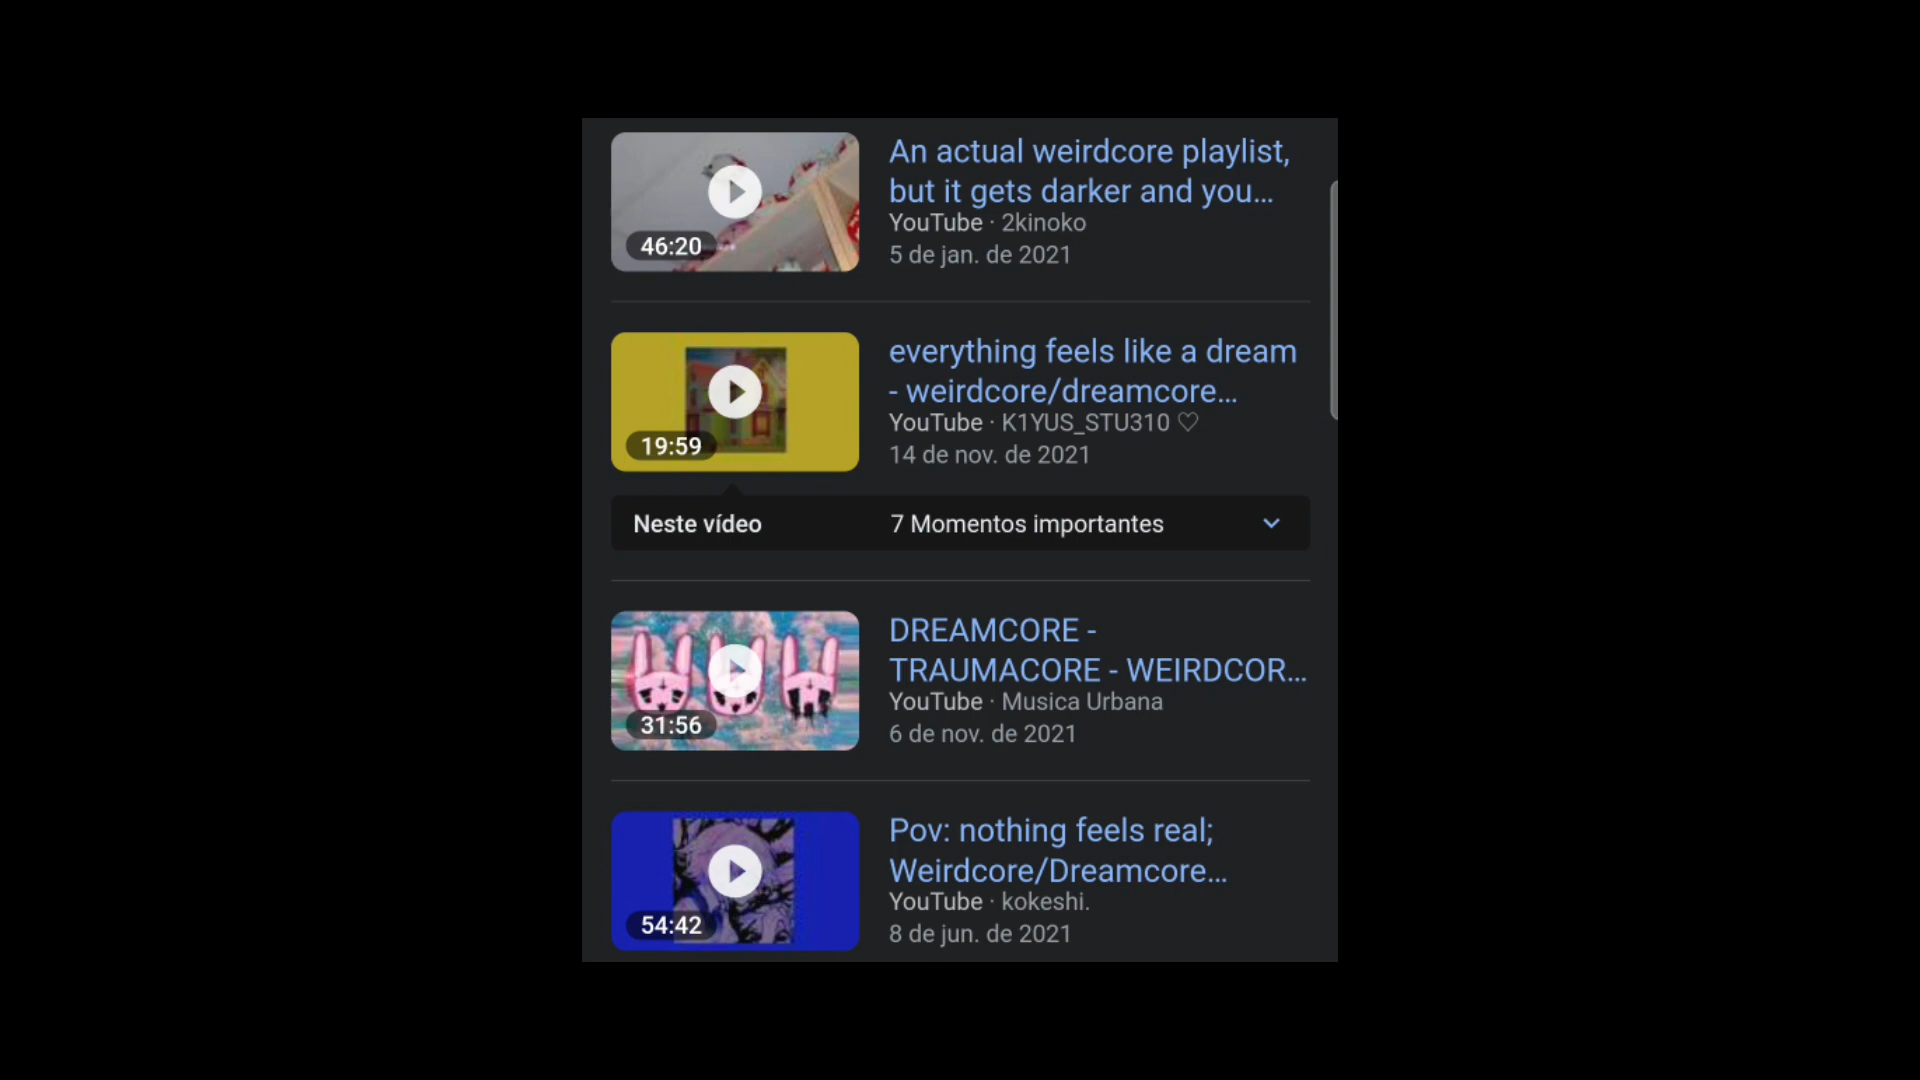 An actual weirdcore playlist,
but it gets darker and you...
YouTube · 2kinoko
5 de jan. de 2021
46:20
everything feels like a dream
- weirdcore/dreamcore...
YouTube · K1YUS_STU310 ♡
14 de nov. de 2021
19:59
Neste vídeo 7 Momentos importantes
DREAMCORE -
TRAUMACORE - WEIRDCOR...
YouTube · Musica Urbana
6 de nov. de 2021
31:56
Pov: nothing feels real;
Weirdcore/Dreamcore...
YouTube · kokeshi.
8 de jun. de 2021
54:42